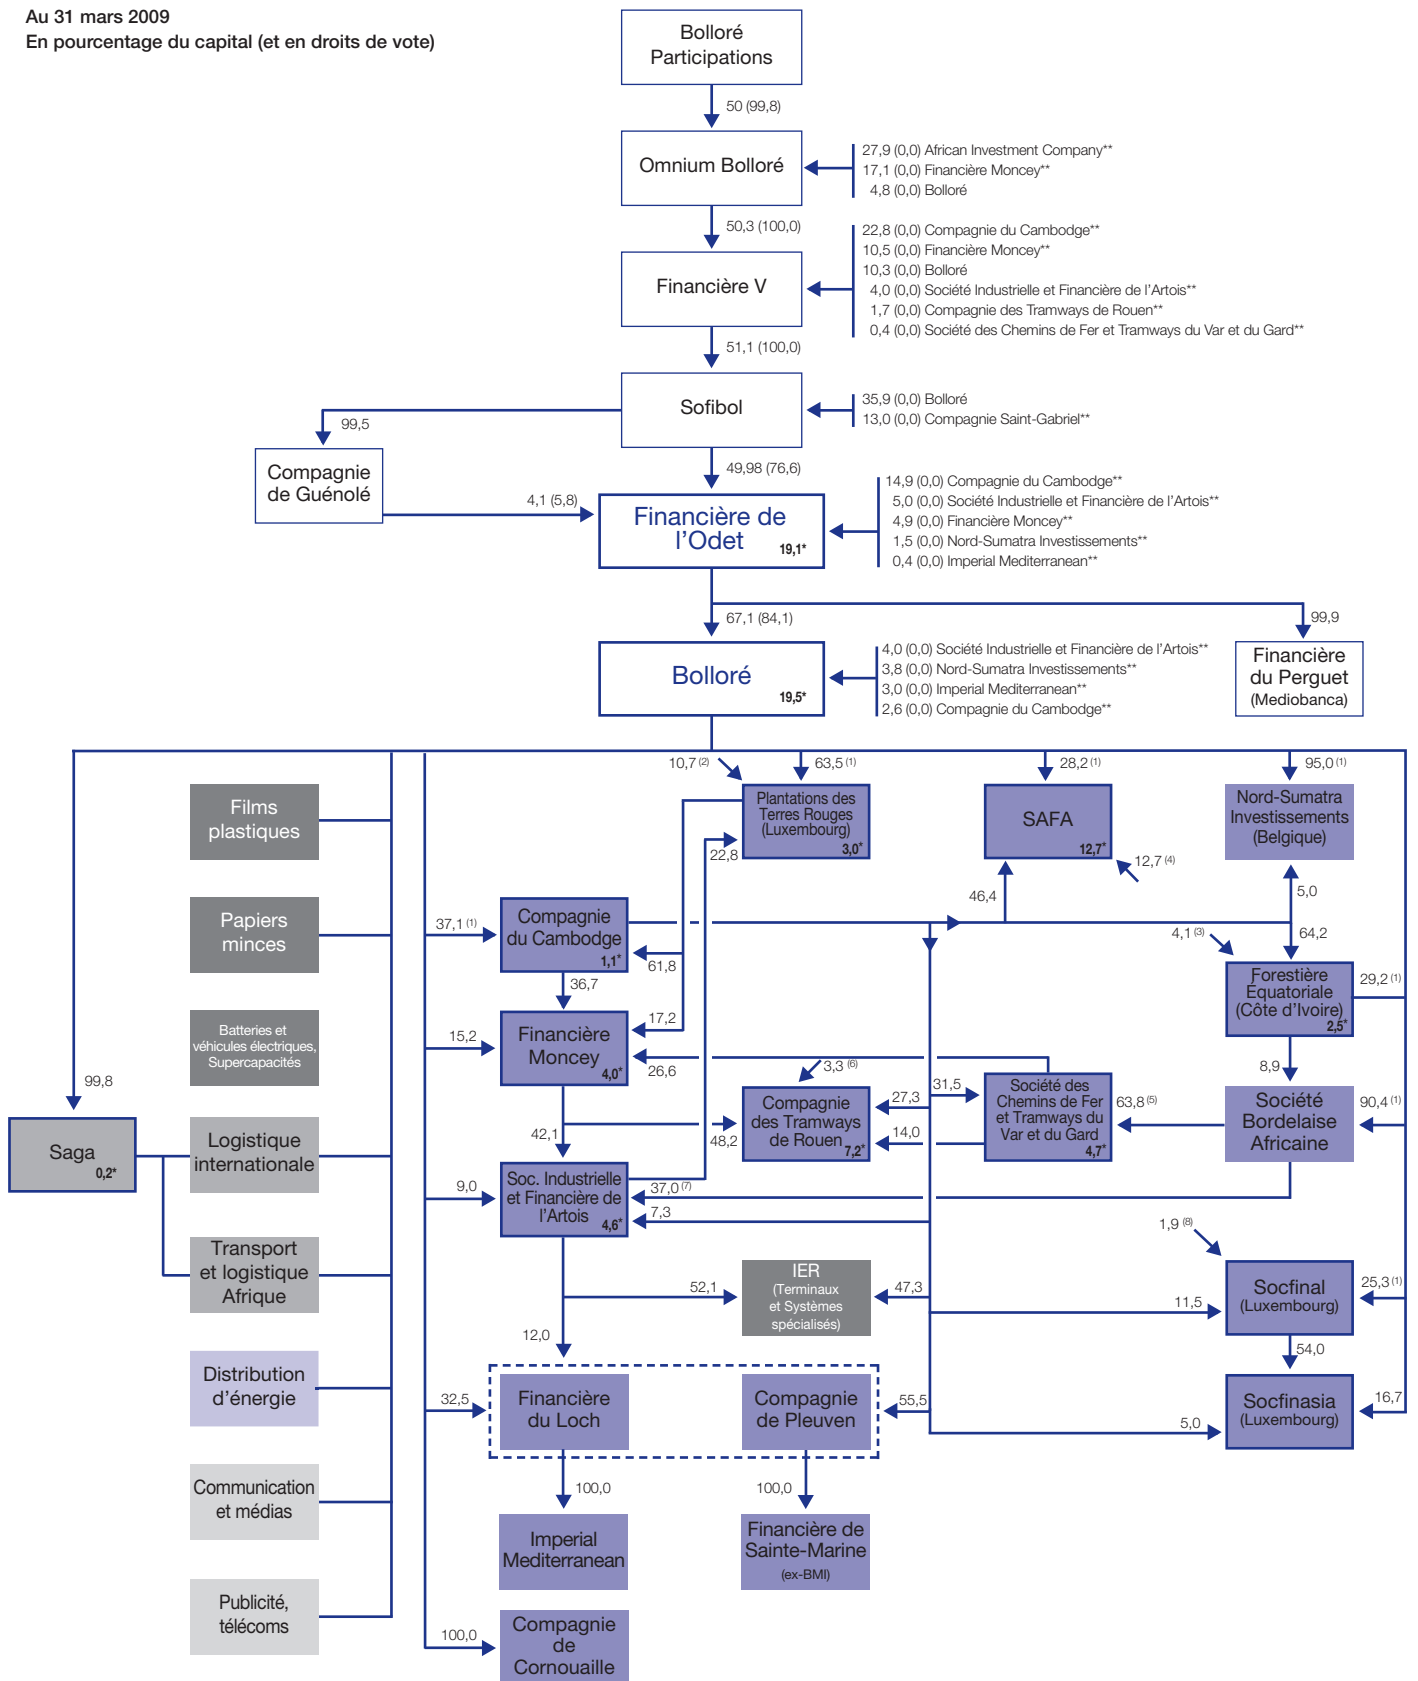 Au 31 mars 2009
En pourcentage du capital (et en droits de vote)
Bolloré
Participations
50 (99,8)
Omnium Bolloré
27,9 (0,0) African Investment Company**
17,1 (0,0) Financière Moncey**
4,8 (0,0) Bolloré
50,3 (100,0)
Financière V
22,8 (0,0) Compagnie du Cambodge**
10,5 (0,0) Financière Moncey**
10,3 (0,0) Bolloré
4,0 (0,0) Société Industrielle et Financière de l'Artois**
1,7 (0,0) Compagnie des Tramways de Rouen**
0,4 (0,0) Société des Chemins de Fer et Tramways du Var et du Gard**
51,1 (100,0)
Sofibol
35,9 (0,0) Bolloré
13,0 (0,0) Compagnie Saint-Gabriel**
99,5
Compagnie
de Guénolé
49,98 (76,6)
4,1 (5,8)
Financière de
l'Odet
19,1*
14,9 (0,0) Compagnie du Cambodge**
5,0 (0,0) Société Industrielle et Financière de l'Artois**
4,9 (0,0) Financière Moncey**
1,5 (0,0) Nord-Sumatra Investissements**
0,4 (0,0) Imperial Mediterranean**
67,1 (84,1)
99,9
Bolloré
19,5*
4,0 (0,0) Société Industrielle et Financière de l'Artois**
3,8 (0,0) Nord-Sumatra Investissements**
3,0 (0,0) Imperial Mediterranean**
2,6 (0,0) Compagnie du Cambodge**
Financière
du Perguet
(Mediobanca)
10,7 (2)
63,5 (1)
28,2 (1)
95,0 (1)
Films
plastiques
Plantations des
Terres Rouges
(Luxembourg)
3,0*
SAFA
12,7*
Nord-Sumatra
Investissements
(Belgique)
22,8
12,7 (4)
46,4
5,0
Papiers
minces
37,1 (1)
Compagnie
du Cambodge
1,1*
61,8
4,1 (3)
64,2
36,7
Forestière
Équatoriale
(Côte d'Ivoire)
2,5*
29,2 (1)
Batteries et
véhicules électriques,
Supercapacités
15,2
Financière
Moncey
4,0*
17,2
26,6
3,3 (6)
8,9
99,8
Saga
0,2*
Logistique
internationale
42,1
48,2
Compagnie
des Tramways
de Rouen
7,2*
27,3
14,0
31,5
Société des
Chemins de Fer
et Tramways du
Var et du Gard
4,7*
63,8 (5)
Société
Bordelaise
Africaine
90,4 (1)
9,0
Soc. Industrielle
et Financière de
l'Artois
4,6*
37,0 (7)
7,3
Transport
et logistique
Afrique
52,1
IER
(Terminaux
et Systèmes
spécialisés)
47,3
1,9 (8)
11,5
Socfinal
(Luxembourg)
25,3 (1)
12,0
54,0
Distribution
d'énergie
32,5
Financière
du Loch
Compagnie
de Pleuven
55,5
5,0
Socfinasia
(Luxembourg)
16,7
Communication
et médias
100,0
100,0
Imperial
Mediterranean
Financière de
Sainte-Marine
(ex-BMI)
Publicité,
télécoms
100,0
Compagnie
de
Cornouaille